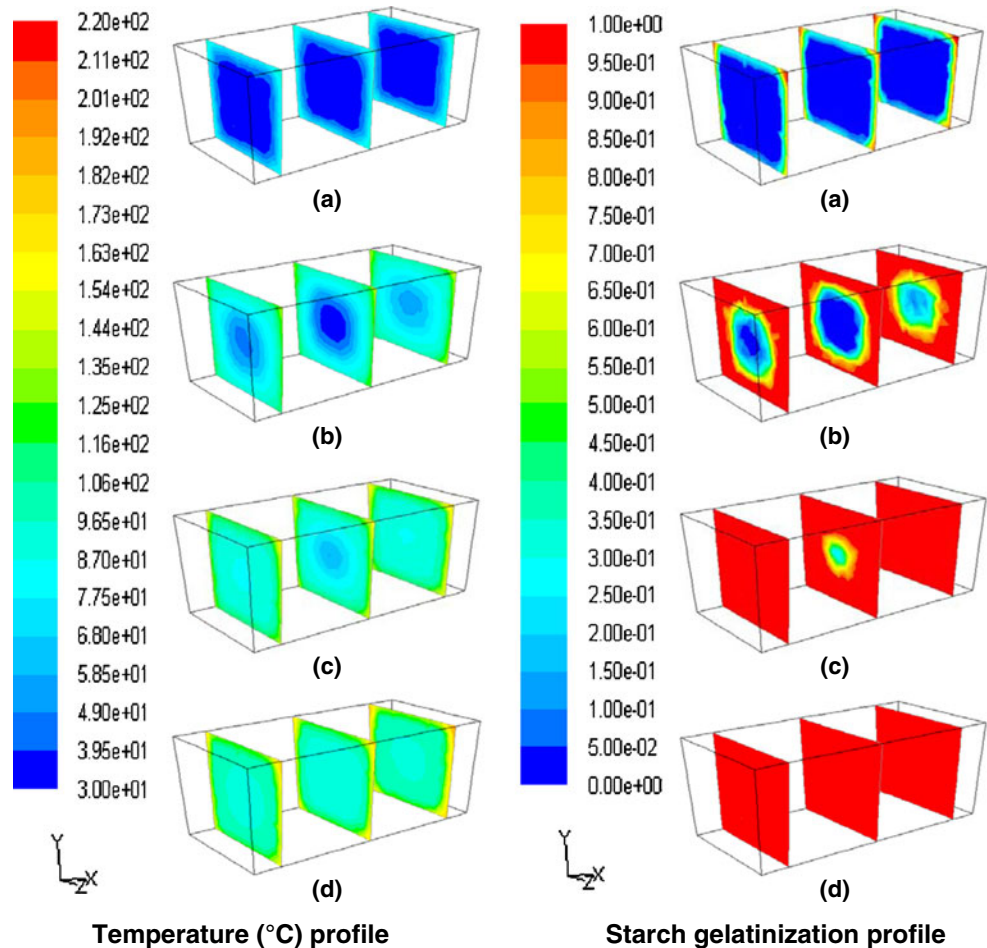 2.20e+02
2.11e+02
2.01e+02
1.92e+02
1.82e+02
1.73e+02
1.63e+02
1.54e+02
1.44e+02
1.35e+02
1.25e+02
1.16e+02
1.06e+02
9.65e+01
8.70e+01
7.75e+01
6.80e+01
5.85e+01
4.90e+01
3.95e+01
3.00e+01
(a)
(b)
(c)
(d)
Y
X
Z
Temperature (°C) profile
1.00e+00
9.50e-01
9.00e-01
8.50e-01
8.00e-01
7.50e-01
7.00e-01
6.50e-01
6.00e-01
5.50e-01
5.00e-01
4.50e-01
4.00e-01
3.50e-01
3.00e-01
2.50e-01
2.00e-01
1.50e-01
1.00e-01
5.00e-02
0.00e+00
(a)
(b)
(c)
(d)
Y
X
Z
Starch gelatinization profile